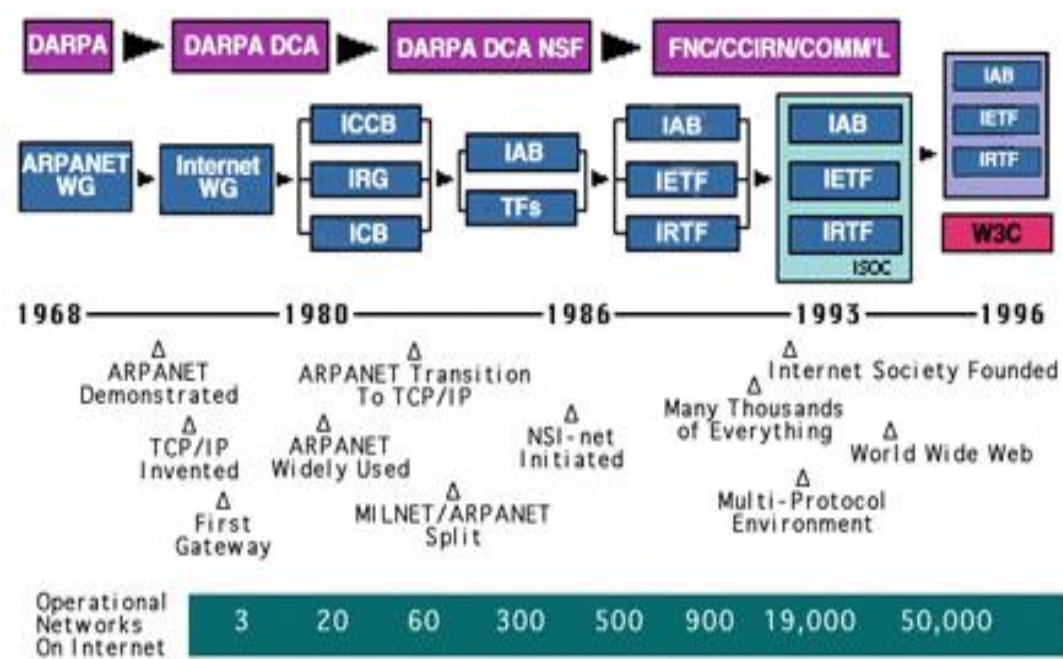 DARPA DARPA DCA DARPA DCA NSF FNC/CCIRN/COMM'L
IAB
IETF
IRTF
ARPANET
WG
Internet
WG
ICCB
IRG
ICB
IAB
TFs
IAB
IETF
IRTF
IAB
IETF
IRTF
ISOC
W3C
1968 1980 1986 1993 1996
ARPANET
Demonstrated
ARPANET Transition
To TCP/IP
Internet Society Founded
TCP/IP
Invented
ARPANET
Widely Used
NSI-net
Initiated
Many Thousands
of Everything
World Wide Web
First
Gateway
MILNET/ARPANET
Split
Multi-Protocol
Environment
Operational
Networks
On Internet
3 20 60 300 500 900 19,000 50,000